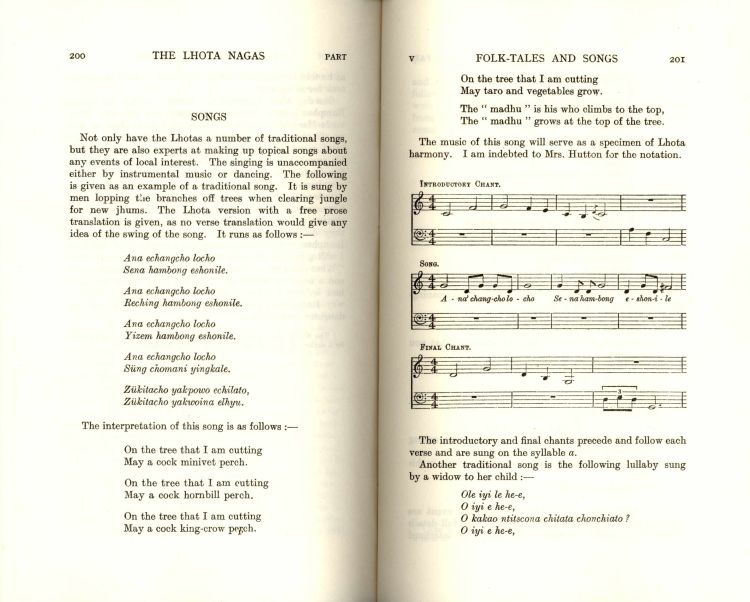 200 THE LHOTA NAGAS PART
SONGS
Not only have the Lhotas a number of traditional songs,
but they are also experts at making up topical songs about
any events of local interest. The singing is unaccompanied
either by instrumental music or dancing. The following
is given as an example of a traditional song. It is sung by
men lopping the branches off trees when clearing jungle
for new jhums. The Lhota version with a free prose
translation is given, as no verse translation would give any
idea of the swing of the song. It runs as follows :—
Ana echangcho locho
Sena hambong eshonile.
Ana echangcho locho
Reching hambong eshonile.
Ana echangcho locho
Yizem hambong eshonile.
Ana echangcho locho
Süng chomani yingkale.
Zükitacho yakpowo echilato,
Zükitacho yakwoina elhyu.
The interpretation of this song is as follows :—
On the tree that I am cutting
May a cock minivet perch.
On the tree that I am cutting
May a cock hornbill perch.
On the tree that I am cutting
May a cock king-crow perch.
V FOLK-TALES AND SONGS 201
On the tree that I am cutting
May taro and vegetables grow.
The “ madhu ” is his who climbs to the top,
The “ madhu ” grows at the top of the tree.
The music of this song will serve as a specimen of Lhota
harmony. I am indebted to Mrs. Hutton for the notation.
INTRODUCTORY CHANT.
4 4
4 4
SONG.
4 4
A - na' chang-cho lo - cho Se - na ham-bong e - shon-i - le
4 4
FINAL CHANT.
4 4
3
4 4
The introductory and final chants precede and follow each
verse and are sung on the syllable a.
Another traditional song is the following lullaby sung
by a widow to her child :—
Ole iyi le he-e,
O iyi e he-e,
O kakao ntitscona chitata chonchiato ?
O iyi e he-e,